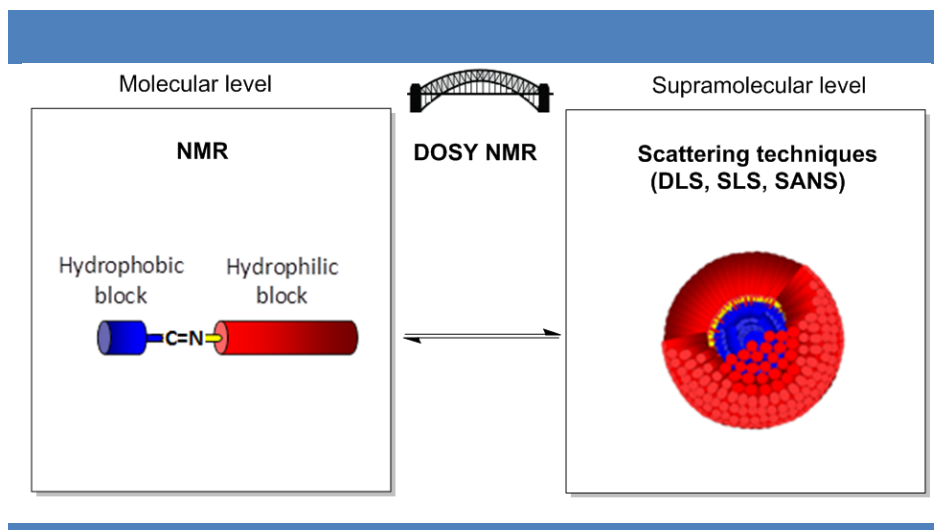 Molecular level
NMR
Hydrophobic
block
Hydrophilic
block
C=N
DOSY NMR
Supramolecular level
Scattering techniques
(DLS, SLS, SANS)